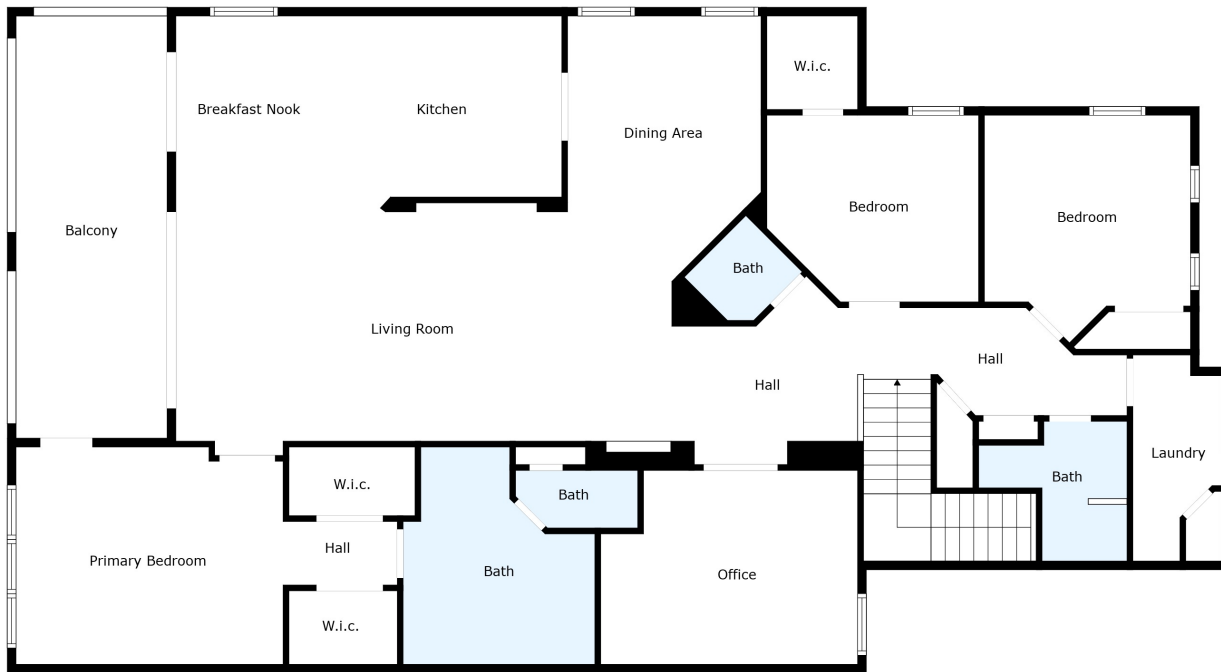 W.i.c.
Breakfast Nook
Kitchen
Dining Area
Bedroom
Bedroom
Balcony
Bath
Living Room
Hall
Hall
Laundry
Bath
W.i.c.
Bath
Hall
Primary Bedroom
Bath
Office
W.i.c.